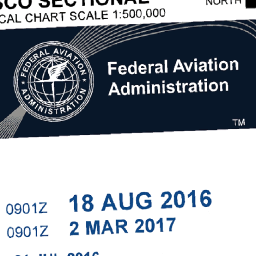 SCO SECTIONAL
NORTH
CAL CHART SCALE 1:500,000
FEDERAL AVIATION ADMINISTRATION
Federal Aviation
Administration
TM
0901Z 18 AUG 2016
0901Z 2 MAR 2017
2016